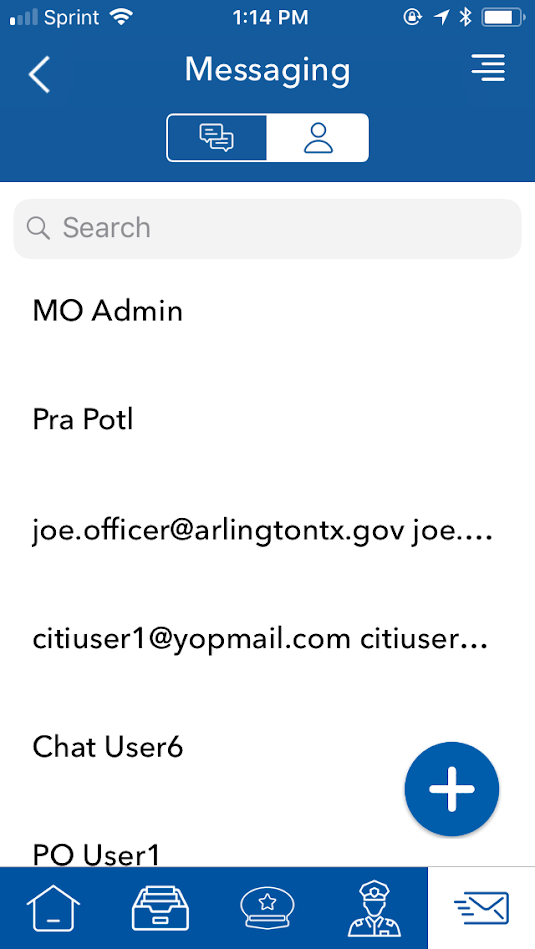 Sprint 1:14 PM
Messaging
Search
MO Admin
Pra Potl
joe.officer@arlingtontx.gov joe....
citiuser1@yopmail.com citiuser...
Chat User6
PO User1